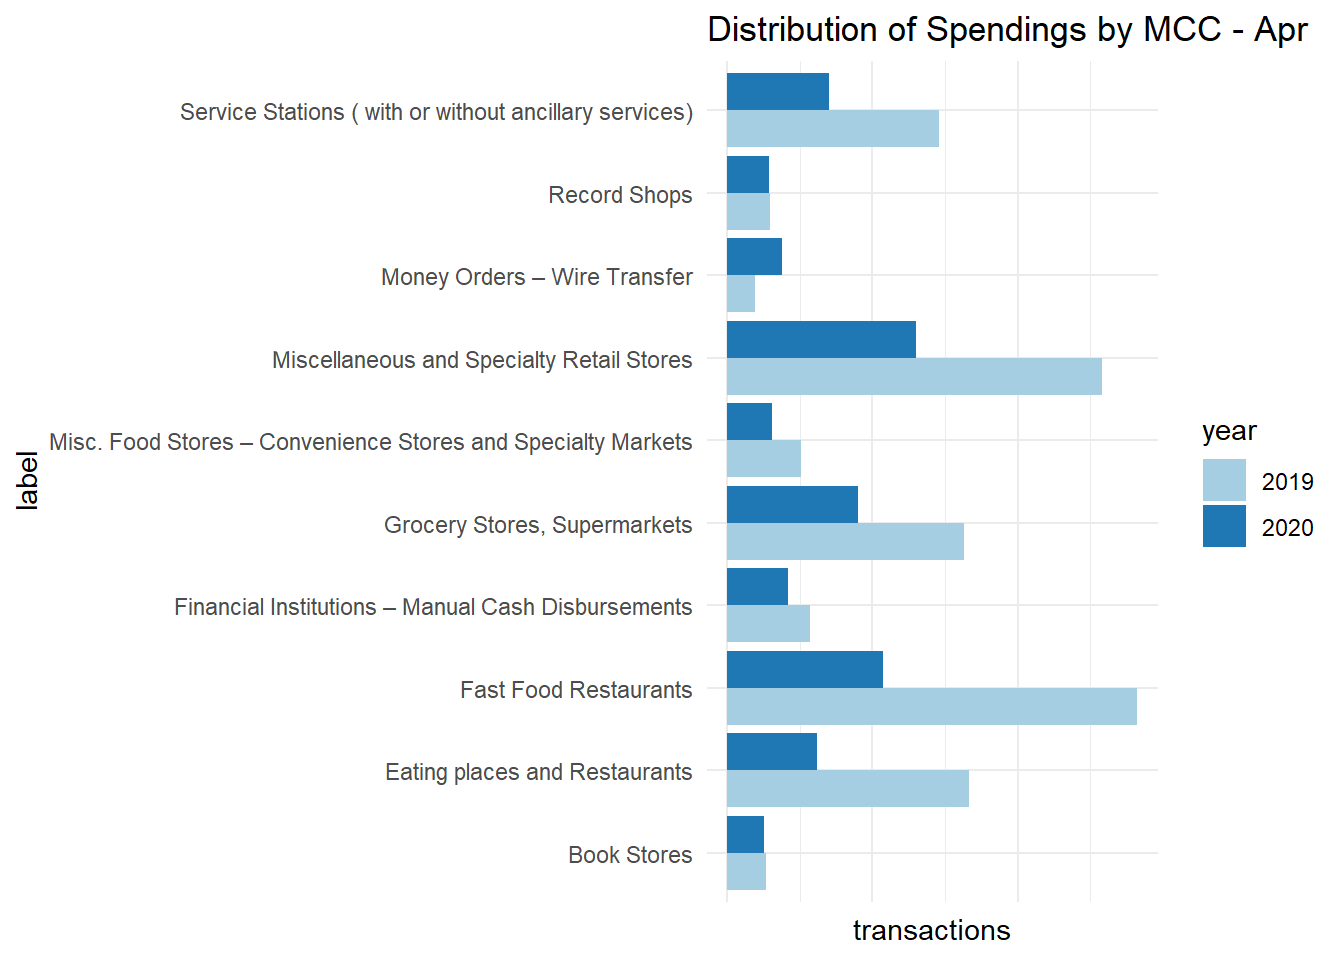 Distribution of Spendings by MCC - Apr
Service Stations ( with or without ancillary services)
Record Shops
Money Orders – Wire Transfer
Miscellaneous and Specialty Retail Stores
Misc. Food Stores – Convenience Stores and Specialty Markets
Grocery Stores, Supermarkets
Financial Institutions – Manual Cash Disbursements
Fast Food Restaurants
Eating places and Restaurants
Book Stores
label
transactions
year
2019
2020